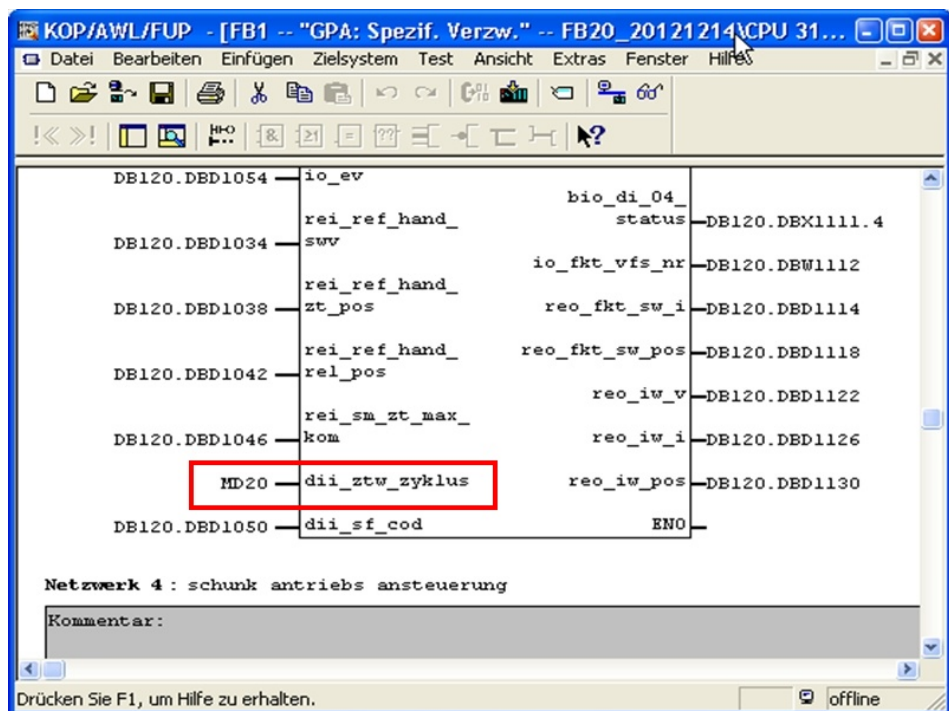 KOP/AWL/FUP - [FB1 -- "GPA: Spezif. Verzw." -- FB20_20121214\CPU 31...
Datei Bearbeiten Einfügen Zielsystem Test Ansicht Extras Fenster Hilfe
DB120.DBD1054 io_ev
bio_di_04_
rei_ref_hand_ status DB120.DBX1111.4
DB120.DBD1034 swv
io_fkt_vfs_nr DB120.DBW1112
rei_ref_hand_
DB120.DBD1038 zt_pos reo_fkt_sw_i DB120.DBD1114
rei_ref_hand_ reo_fkt_sw_pos DB120.DBD1118
DB120.DBD1042 rel_pos
reo_iw_v DB120.DBD1122
rei_sm_zt_max_
DB120.DBD1046 kom reo_iw_i DB120.DBD1126
MD20 dii_ztw_zyklus reo_iw_pos DB120.DBD1130
DB120.DBD1050 dii_sf_cod ENO
Netzwerk 4 : schunk antriebs ansteuerung
Kommentar:
Drücken Sie F1, um Hilfe zu erhalten. offline